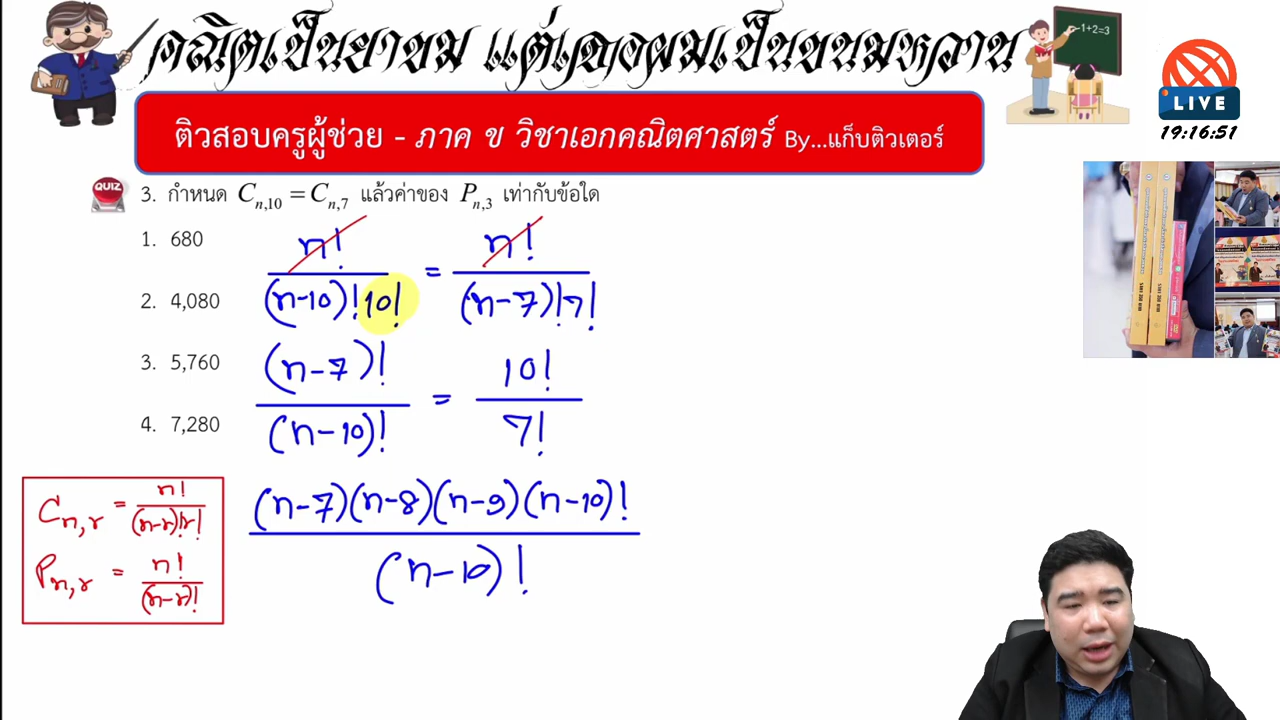 คณิตเป็นยาขม แต่เธอผมเป็นขนมหวาน
-1+2=3
LIVE
19:16:51
ติวสอบครูผู้ช่วย - ภาค ข วิชาเอกคณิตศาสตร์ By...แก็บติวเตอร์
QUIZ
3. กำหนด C_{n,10} = C_{n,7} แล้วค่าของ P_{n,3} เท่ากับข้อใด
1. 680
2. 4,080
3. 5,760
4. 7,280
n!/((n-10)!10!) = n!/((n-7)!7!)
(n-7)!/(n-10)! = 10!/7!
(n-7)(n-8)(n-9)(n-10)!/(n-10)!
C_{n,r} = n!/((n-r)!r!)
P_{n,r} = n!/(n-r)!